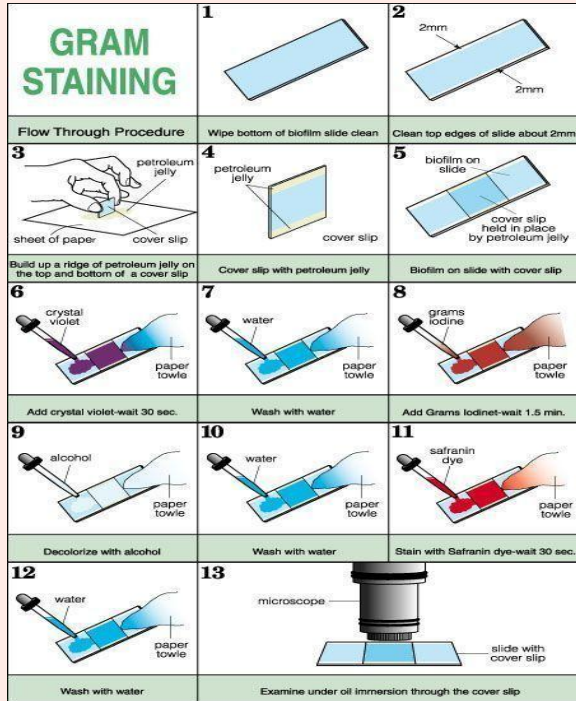 GRAM
STAINING
Flow Through Procedure
1
Wipe bottom of biofilm slide clean
2
2mm
2mm
Clean top edges of slide about 2mm
3
petroleum
jelly
sheet of paper
cover slip
Build up a ridge of petroleum jelly on
the top and bottom of a cover slip
4
petroleum
jelly
cover slip
Cover slip with petroleum jelly
5
biofilm on
slide
cover slip
held in place
by petroleum jelly
Biofilm on slide with cover slip
6
crystal
violet
paper
towle
Add crystal violet-wait 30 sec.
7
water
paper
towle
Wash with water
8
grams
iodine
paper
towle
Add Grams Iodinet-wait 1.5 min.
9
alcohol
paper
towle
Decolorize with alcohol
10
water
paper
towle
Wash with water
11
safranin
dye
paper
towle
Stain with Safranin dye-wait 30 sec.
12
water
paper
towle
Wash with water
13
microscope
slide with
cover slip
Examine under oil immersion through the cover slip